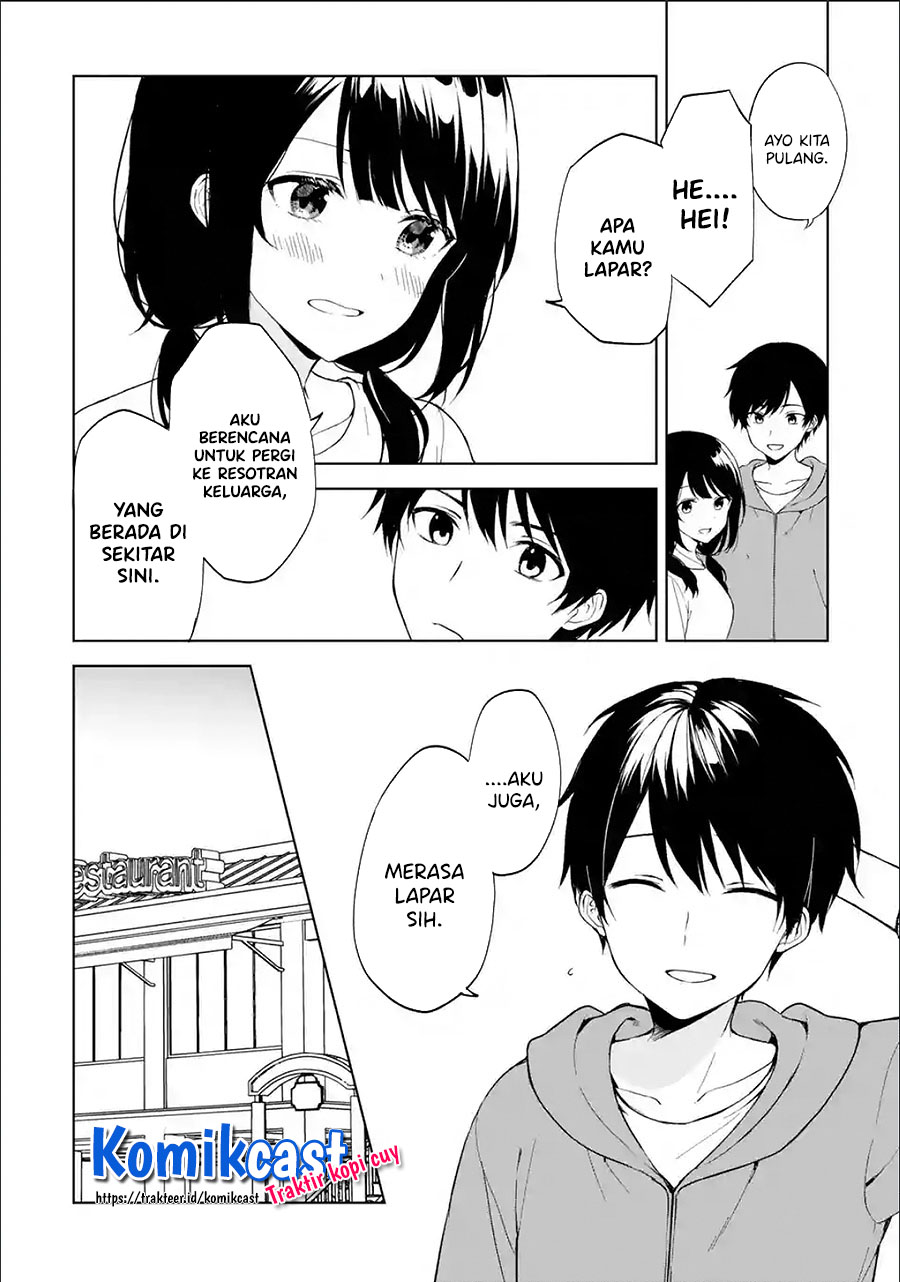 AYO KITA
PULANG.
HE....
HEI!
APA
KAMU
LAPAR?
AKU
BERENCANA
UNTUK PERGI
KE RESOTRAN
KELUARGA,
YANG
BERADA DI
SEKITAR
SINI.
....AKU
JUGA,
MERASA
LAPAR
SIH.
estaurant
Komikcast
Traktir kopi cuy
https://trakteer.id/komikcast